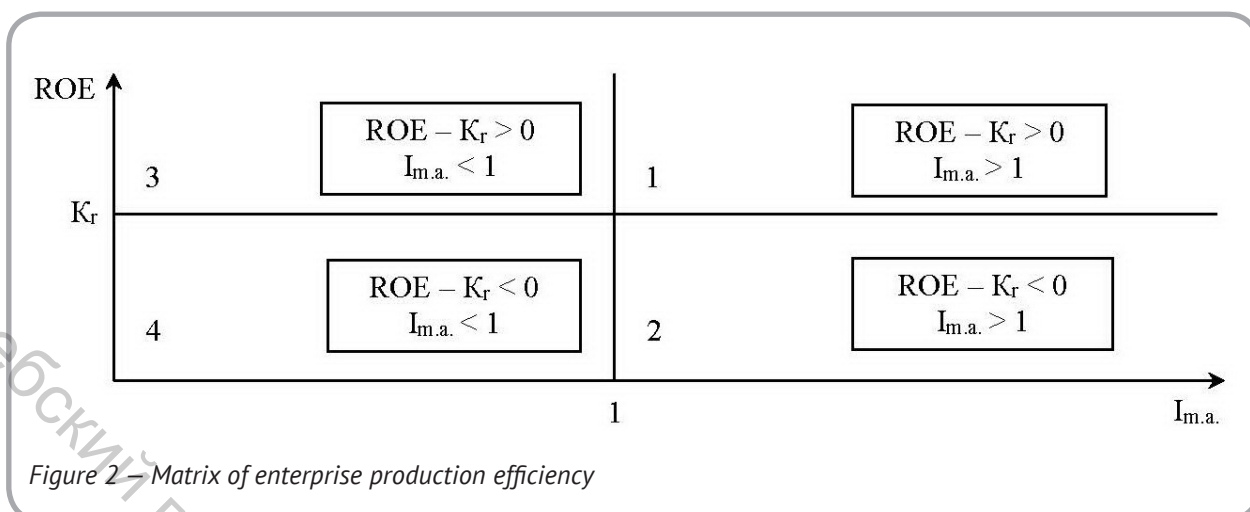 ROE
ROE – Kr > 0
Im.a. < 1
ROE – Kr > 0
Im.a. > 1
3
1
Kr
ROE – Kr < 0
Im.a. < 1
ROE – Kr < 0
Im.a. > 1
4
2
1
Im.a.
Figure 2 — Matrix of enterprise production efficiency